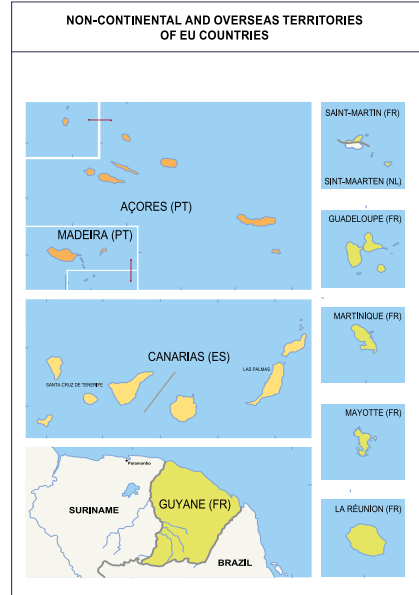 NON-CONTINENTAL AND OVERSEAS TERRITORIES
OF EU COUNTRIES
AÇORES (PT)
MADEIRA (PT)
CANARIAS (ES)
SANTA CRUZ DE TENERIFE
LAS PALMAS
Paramaribo
SURINAME
GUYANE (FR)
BRAZIL
SAINT-MARTIN (FR)
SINT-MAARTEN (NL)
GUADELOUPE (FR)
MARTINIQUE (FR)
MAYOTTE (FR)
LA RÉUNION (FR)